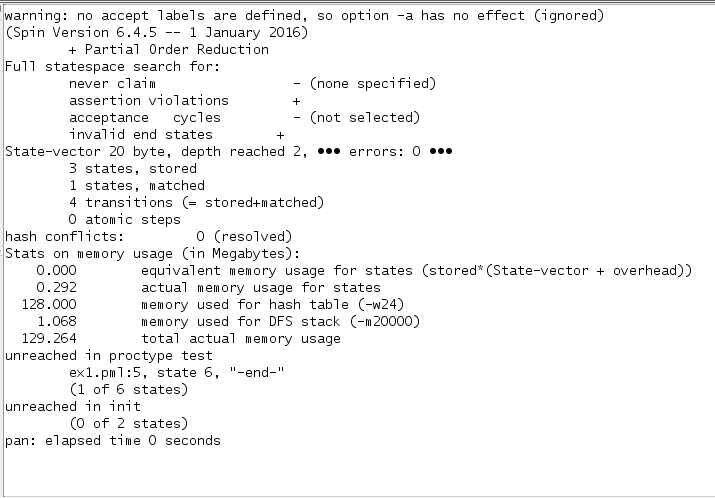 warning: no accept labels are defined, so option -a has no effect (ignored)
(Spin Version 6.4.5 -- 1 January 2016)
+ Partial Order Reduction
Full statespace search for:
never claim - (none specified)
assertion violations +
acceptance cycles - (not selected)
invalid end states +
State-vector 20 byte, depth reached 2, ••• errors: 0 •••
3 states, stored
1 states, matched
4 transitions (= stored+matched)
0 atomic steps
hash conflicts: 0 (resolved)
Stats on memory usage (in Megabytes):
0.000 equivalent memory usage for states (stored*(State-vector + overhead))
0.292 actual memory usage for states
128.000 memory used for hash table (-w24)
1.068 memory used for DFS stack (-m20000)
129.264 total actual memory usage
unreached in proctype test
ex1.pml:5, state 6, "-end-"
(1 of 6 states)
unreached in init
(0 of 2 states)
pan: elapsed time 0 seconds